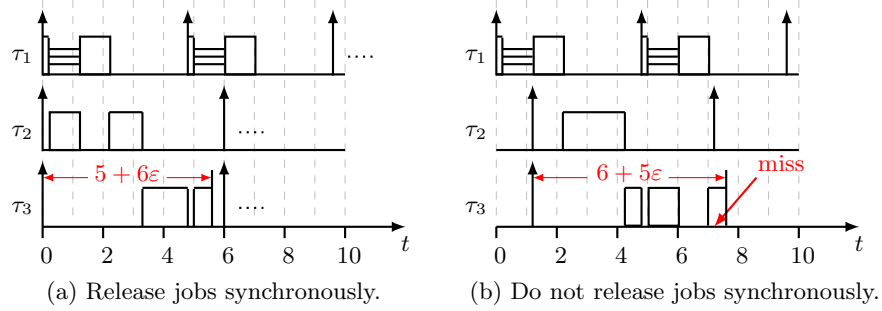 τ1
τ2
τ3
5 + 6ε
0 2 4 6 8 10
t
(a) Release jobs synchronously.
τ1
τ2
τ3
6 + 5ε
miss
0 2 4 6 8 10
t
(b) Do not release jobs synchronously.